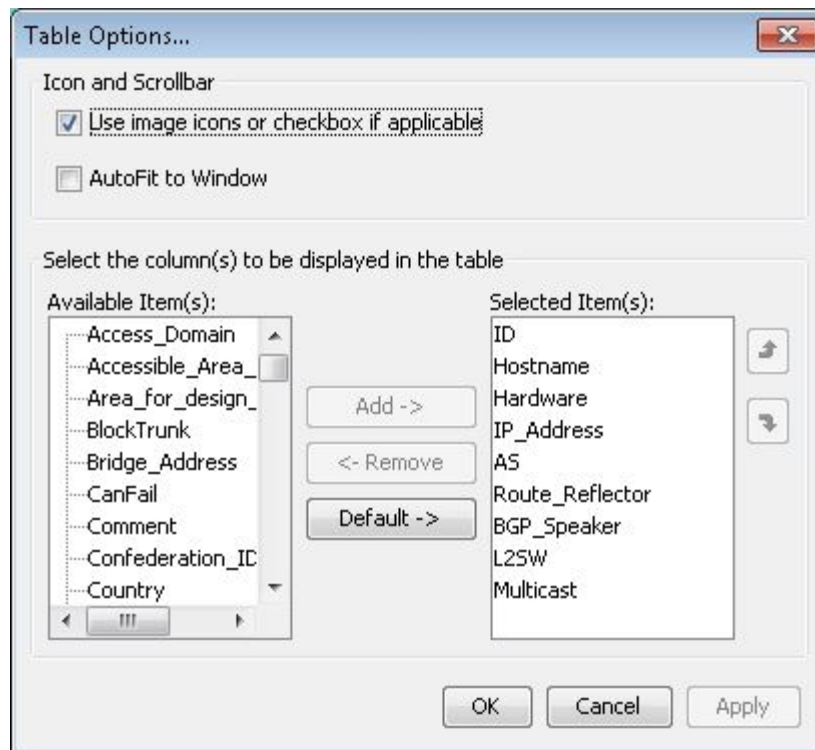 Table Options...
Icon and Scrollbar
Use image icons or checkbox if applicable
AutoFit to Window
Select the column(s) to be displayed in the table
Available Item(s):
Access_Domain
Accessible_Area_
Area_for_design_
BlockTrunk
Bridge_Address
CanFail
Comment
Confederation_ID
Country
Add ->
<- Remove
Default ->
Selected Item(s):
ID
Hostname
Hardware
IP_Address
AS
Route_Reflector
BGP_Speaker
L2SW
Multicast
OK
Cancel
Apply